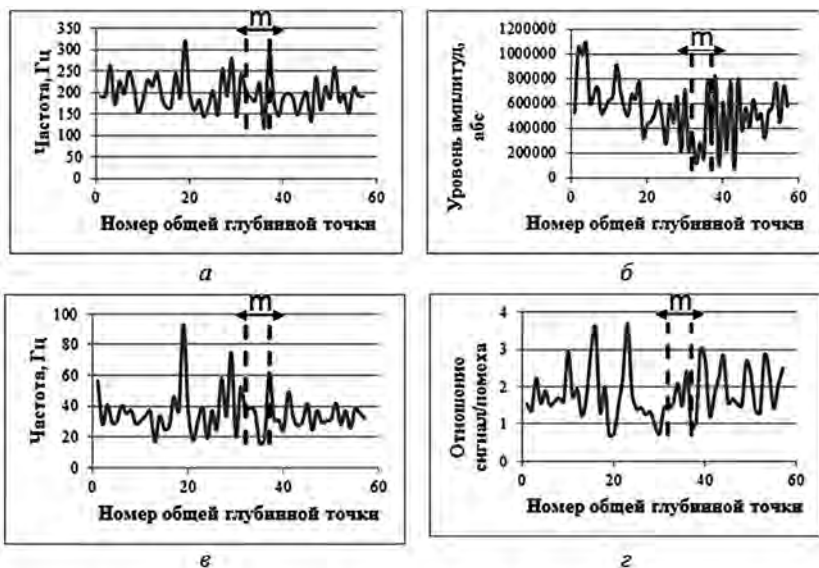 m
350
300
250
200
150
100
50
0
Частота, Гц
0 20 40 60
Номер общей глубинной точки
а
m
1200000
1000000
800000
600000
400000
200000
0
Уровень амплитуд,
абс
0 20 40 60
Номер общей глубинной точки
б
m
100
80
60
40
20
0
Частота, Гц
0 20 40 60
Номер общей глубинной точки
в
m
4
3
2
1
0
Отношение
сигнал/помеха
0 20 40 60
Номер общей глубинной точки
г